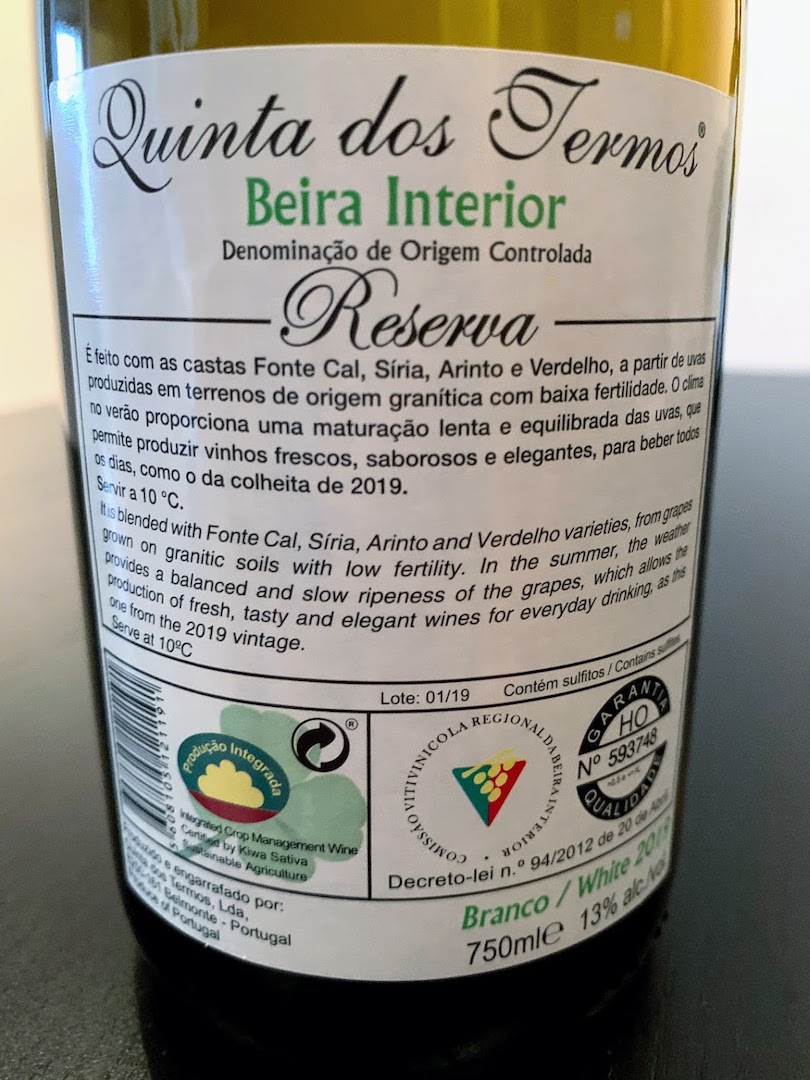 Quinta dos Termos®
Beira Interior
Denominação de Origem Controlada
Reserva
É feito com as castas Fonte Cal, Síria, Arinto e Verdelho, a partir de uvas
produzidas em terrenos de origem granítica com baixa fertilidade. O clima
no verão proporciona uma maturação lenta e equilibrada das uvas, que
permite produzir vinhos frescos, saborosos e elegantes, para beber todos
os dias, como o da colheita de 2019.
Servir a 10 ºC.
It is blended with Fonte Cal, Síria, Arinto and Verdelho varieties, from grapes
grown on granitic soils with low fertility. In the summer, the weather
provides a balanced and slow ripeness of the grapes, which allows the
production of fresh, tasty and elegant wines for everyday drinking, as this
one from the 2019 vintage.
Serve at 10ºC
Lote: 01/19 Contém sulfitos / Contains sulfites
Produção Integrada
®
Integrated Crop Management Wine
Certified by Kiwa Sativa
Sustainable Agriculture
COMISSÃO VITIVINICOLA REGIONAL DA BEIRA INTERIOR
GARANTIA
HO
Nº 593748
QUALIDADE
Decreto-lei n.º 94/2012 de 20 de Abril
Produzido e engarrafado por:
Quinta dos Termos, Lda,
Belmonte - Portugal
Produce of Portugal
Branco / White 2019
750ml℮ 13% alc./vol